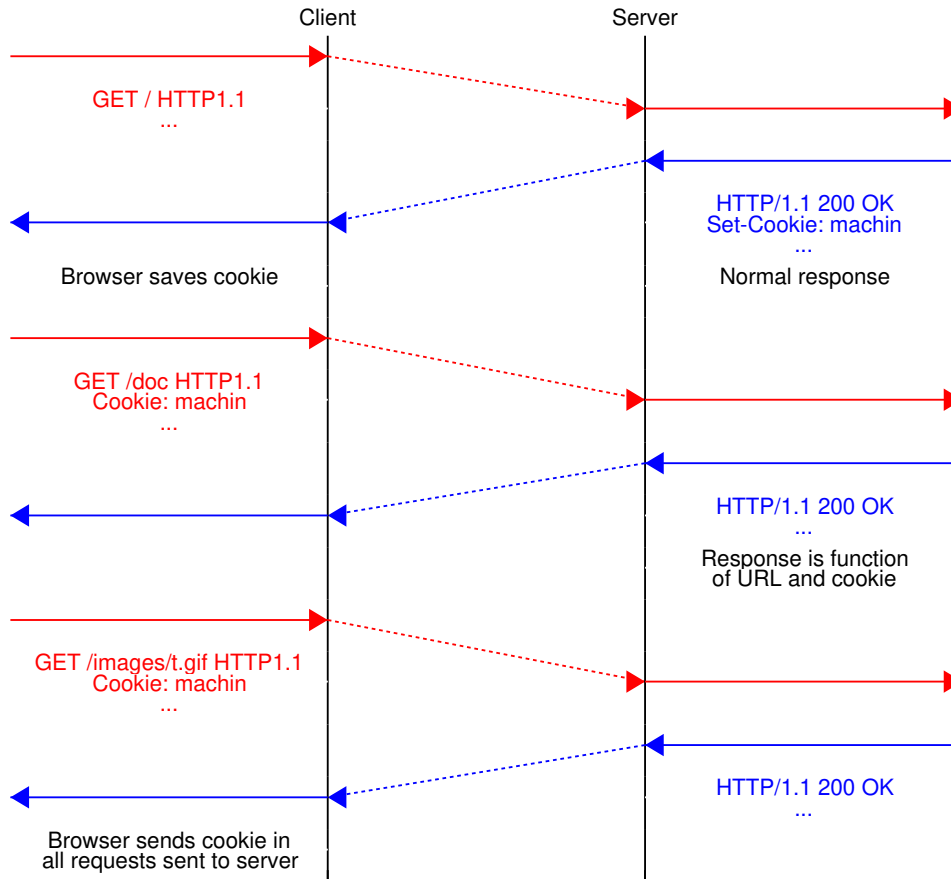 Client
Server
GET / HTTP1.1
...
HTTP/1.1 200 OK
Set-Cookie: machin
...
Browser saves cookie
Normal response
GET /doc HTTP1.1
Cookie: machin
...
HTTP/1.1 200 OK
...
Response is function
of URL and cookie
GET /images/t.gif HTTP1.1
Cookie: machin
...
HTTP/1.1 200 OK
...
Browser sends cookie in
all requests sent to server